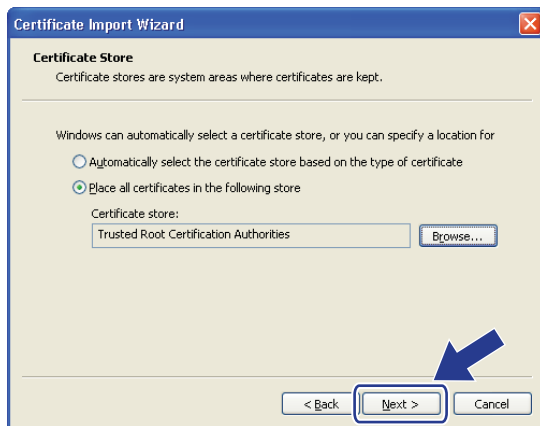 Certificate Import Wizard
Certificate Store
Certificate stores are system areas where certificates are kept.
Windows can automatically select a certificate store, or you can specify a location for
Automatically select the certificate store based on the type of certificate
Place all certificates in the following store
Certificate store:
Trusted Root Certification Authorities
Browse...
< Back
Next >
Cancel